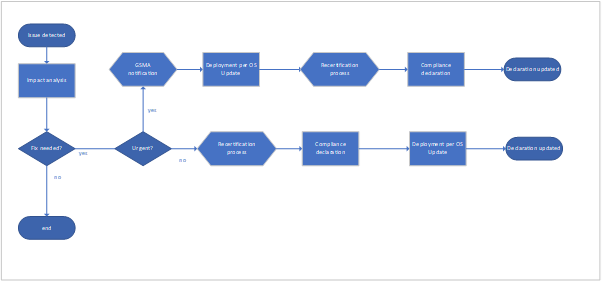 Issue detected
Impact analysis
GSMA
notification
Deployment per OS
Update
Recertification
process
Compliance
declaration
Declaration updated
yes
Fix needed?
yes
Urgent?
no
Recertification
process
Compliance
declaration
Deployment per OS
Update
Declaration updated
no
end